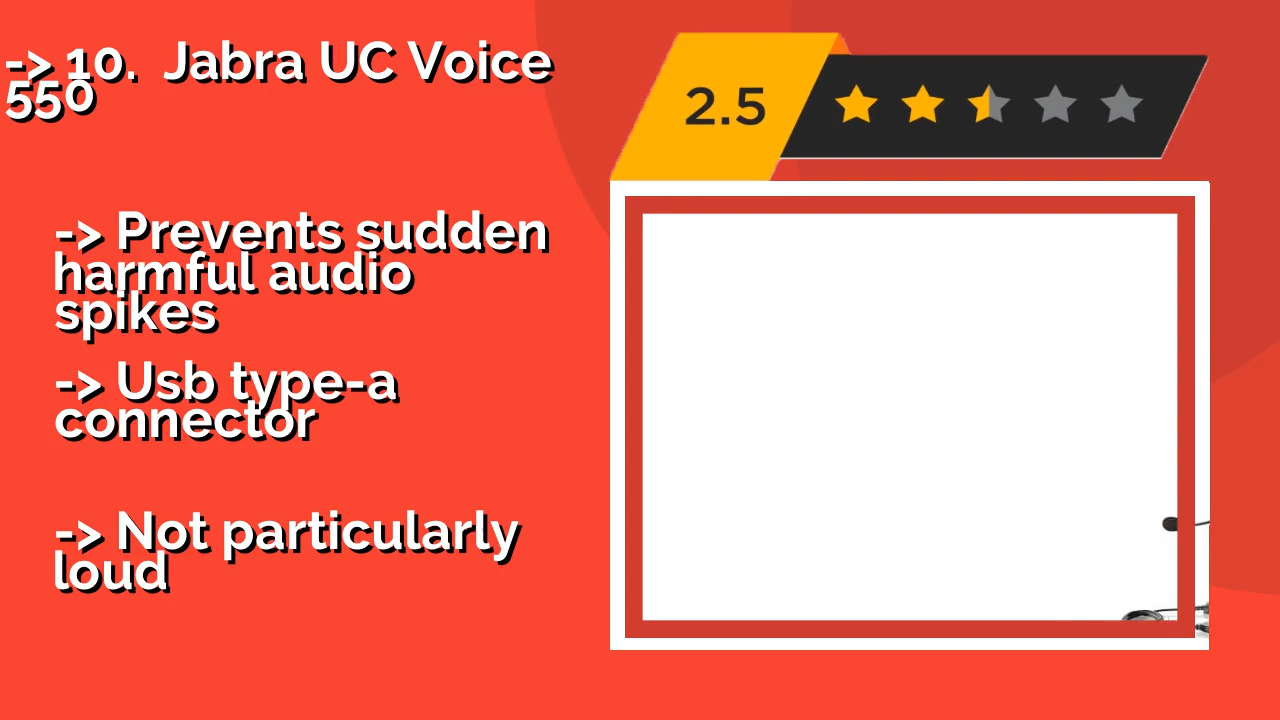 -> 10.  Jabra UC Voice
550
2.5
-> Prevents sudden
harmful audio
spikes
-> Usb type-a
connector
-> Not particularly
loud